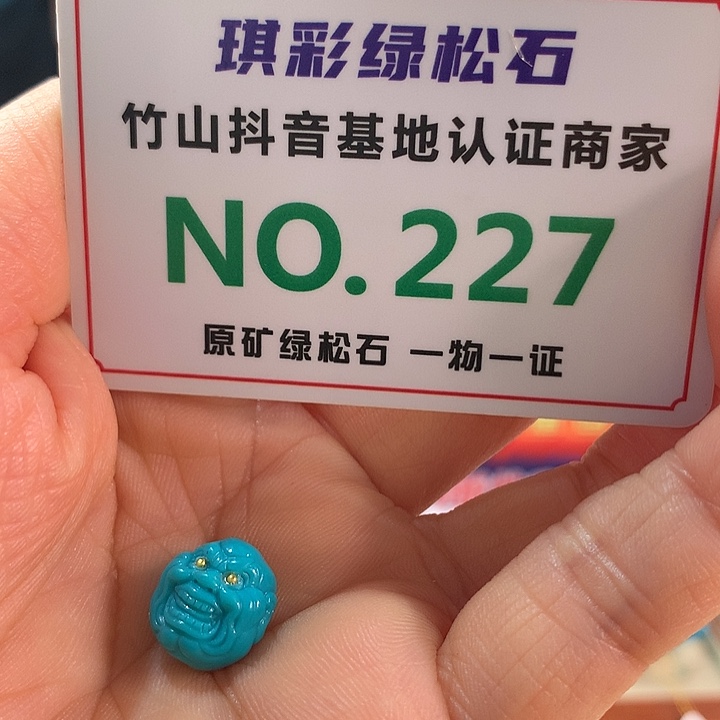 琪彩绿松石
竹山抖音基地认证商家
NO.227
原矿绿松石 一物一证